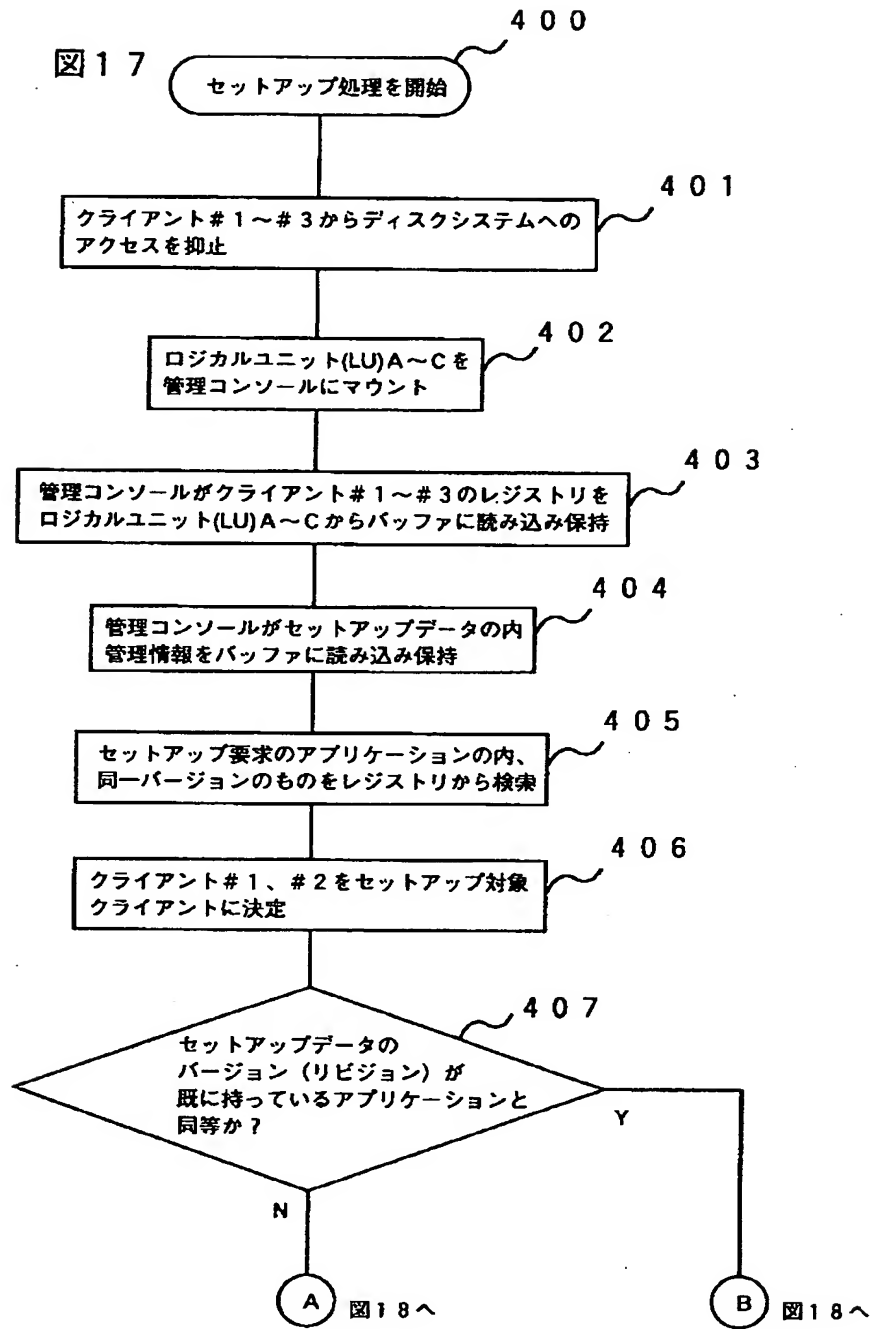 図17
400
セットアップ処理を開始
401
クライアント#1～#3からディスクシステムへの
アクセスを抑止
402
ロジカルユニット(LU)A～Cを
管理コンソールにマウント
403
管理コンソールがクライアント#1～#3のレジストリを
ロジカルユニット(LU)A～Cからバッファに読み込み保持
404
管理コンソールがセットアップデータの内
管理情報をバッファに読み込み保持
405
セットアップ要求のアプリケーションの内、
同一バージョンのものをレジストリから検索
406
クライアント#1、#2をセットアップ対象
クライアントに決定
407
セットアップデータの
バージョン（リビジョン）が
既に持っているアプリケーションと
同等か？
Y
N
A 図18へ
B 図18へ